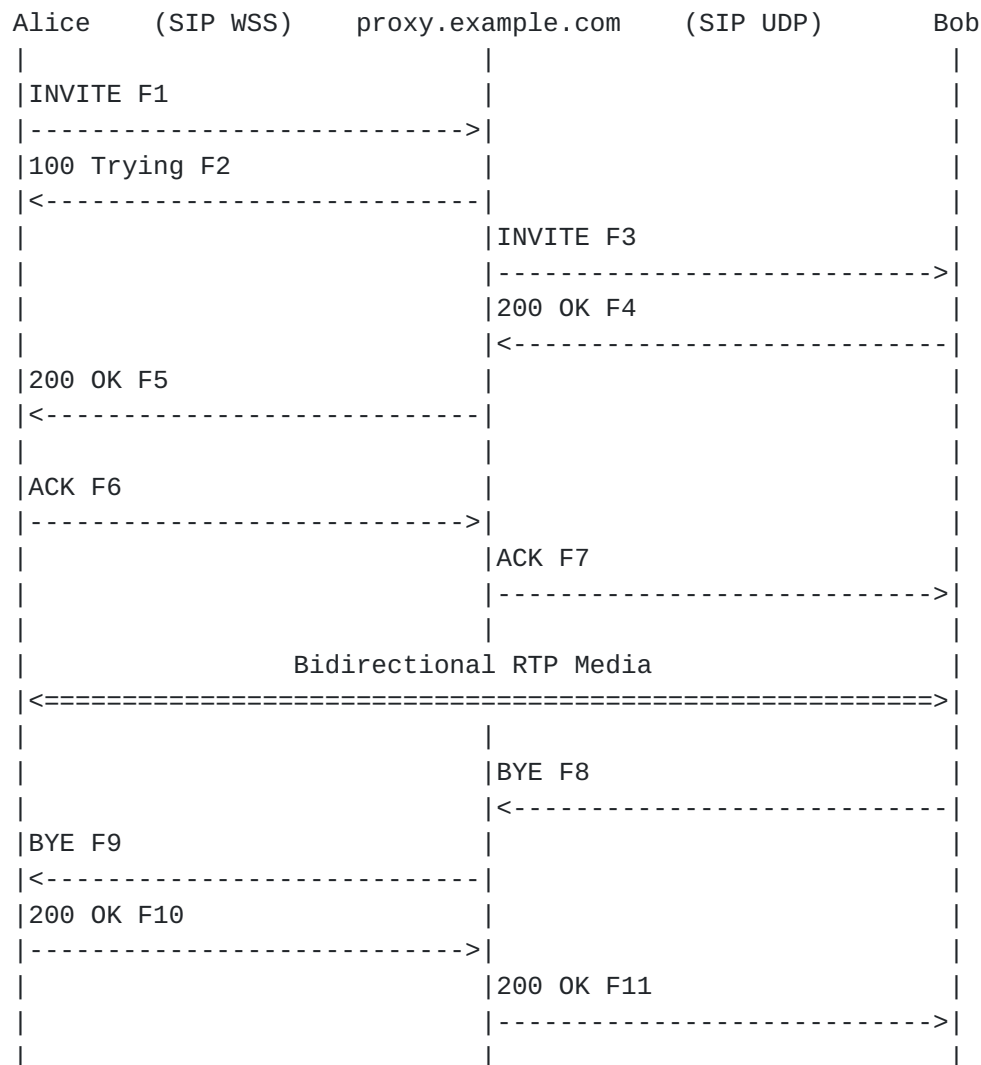 Alice    (SIP WSS)    proxy.example.com    (SIP UDP)       Bob
|                             |                             |
|INVITE F1                    |                             |
|---------------------------->|                             |
|100 Trying F2                |                             |
|<----------------------------|                             |
|                             |INVITE F3                    |
|                             |---------------------------->|
|                             |200 OK F4                    |
|                             |<----------------------------|
|200 OK F5                    |                             |
|<----------------------------|                             |
|                             |                             |
|ACK F6                       |                             |
|---------------------------->|                             |
|                             |ACK F7                       |
|                             |---------------------------->|
|                             |                             |
|                 Bidirectional RTP Media                   |
|<=========================================================>|
|                             |                             |
|                             |BYE F8                       |
|                             |<----------------------------|
|BYE F9                       |                             |
|<----------------------------|                             |
|200 OK F10                   |                             |
|---------------------------->|                             |
|                             |200 OK F11                   |
|                             |---------------------------->|
|                             |                             |